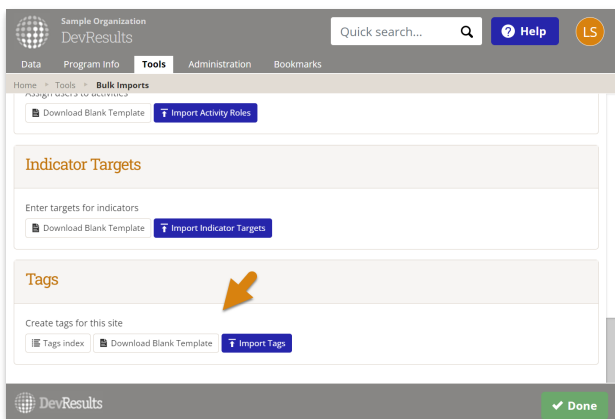 Sample Organization
DevResults
Quick search...
Help
LS
Data Program Info Tools Administration Bookmarks
Home Tools Bulk Imports
Assign users to activities
Download Blank Template Import Activity Roles
Indicator Targets
Enter targets for indicators
Download Blank Template Import Indicator Targets
Tags
Create tags for this site
Tags index Download Blank Template Import Tags
DevResults
Done